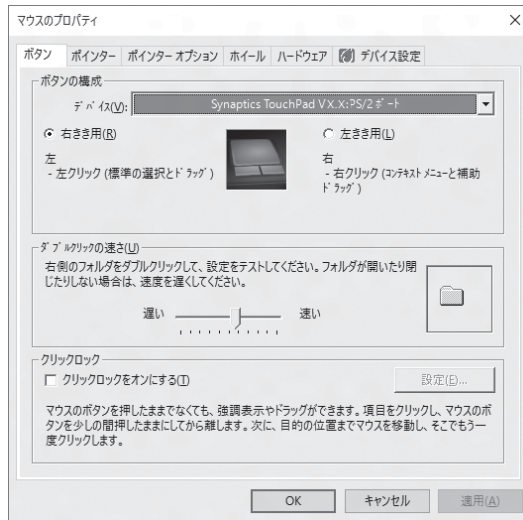 マウスのプロパティ
ボタン ポインター ポインター オプション ホイール ハードウェア デバイス設定
ボタンの構成
デバイス(V): Synaptics TouchPad VX.X:PS/2ポート
右きき用(R) 左きき用(L)
左
- 左クリック (標準の選択とドラッグ)
右
- 右クリック (コンテキスト メニューと補助
ドラッグ)
ダブルクリックの速さ(U)
右側のフォルダをダブルクリックして、設定をテストしてください。フォルダが開いたり閉
じたりしない場合は、速度を遅くしてください。
遅い 速い
クリックロック
クリックロックをオンにする(T) 設定(E)...
マウスのボタンを押したままでなくても、強調表示やドラッグができます。項目をクリックし、マウスのボ
タンを少しの間押したままにしてから離します。次に、目的の位置までマウスを移動し、そこでもう一
度クリックします。
OK キャンセル 適用(A)